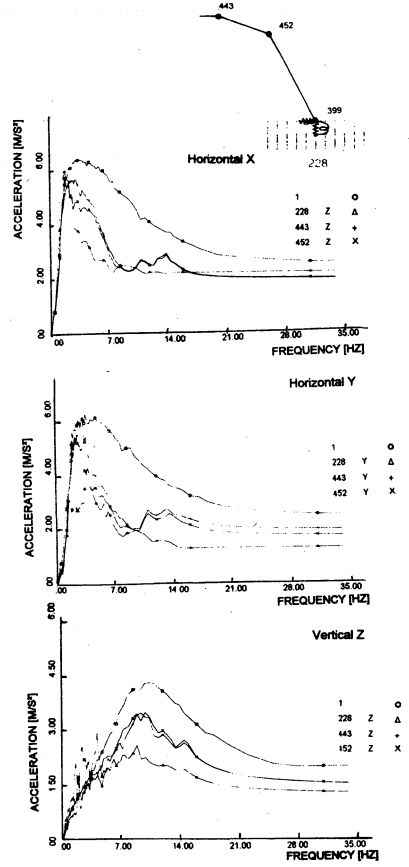 443
452
399
228
Horizontal X
ACCELERATION [M/S²]
6.00
4.00
2.00
00
.00 7.00 14.00 21.00 28.00 35.00
FREQUENCY [HZ]
1 O
228 Z Δ
443 Z +
452 Z X
Horizontal Y
ACCELERATION [M/S²]
6.00
4.00
2.00
00
.00 7.00 14.00 21.00 28.00 35.00
FREQUENCY [HZ]
1 O
228 Y Δ
443 Y +
452 Y X
Vertical Z
ACCELERATION [M/S²]
6.00
4.50
3.00
1.50
00
.00 7.00 14.00 21.00 28.00 35.00
FREQUENCY [HZ]
1 O
228 Z Δ
443 Z +
452 Z X